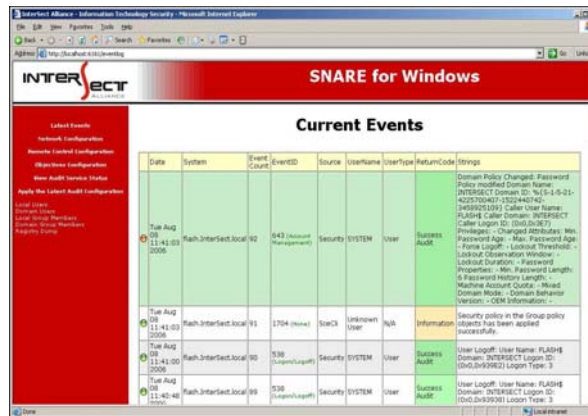 InterSect Alliance - Information Technology Security - Microsoft Internet Explorer
File Edit View Favorites Tools Help
Back Search Favorites
Address http://localhost:6161/eventlog Go Links
INTERSECT
ALLIANCE
SNARE for Windows
Latest Events
Network Configuration
Remote Control Configuration
Objectives Configuration
View Audit Service Status
Apply the Latest Audit Configuration
Local Users
Domain Users
Local Group Members
Domain Group Members
Registry Dump
Current Events
Date System Event Count EventID Source UserName UserType ReturnCode Strings
Tue Aug 08 11:41:03 2006 flash.InterSect.local 92 643 (Account Management) Security SYSTEM User Success Audit
Domain Policy Changed: Password
Policy modified Domain Name:
INTERSECT Domain ID: %{S-1-5-21-
4225700407-1522440742-
3458925109} Caller User Name:
FLASH$ Caller Domain: INTERSECT
Caller Logon ID: (0x0,0x3E7)
Privileges: - Changed Attributes: Min.
Password Age: - Max. Password Age:
- Force Logoff: - Lockout Threshold: -
Lockout Observation Window: -
Lockout Duration: - Password
Properties: - Min. Password Length:
6 Password History Length: -
Machine Account Quota: - Mixed
Domain Mode: - Domain Behavior
Version: - OEM Information: -
Tue Aug 08 11:41:03 2006 flash.InterSect.local 91 1704 (None) SceCli Unknown User N/A Information
Security policy in the Group policy
objects has been applied
successfully.
Tue Aug 08 11:41:00 2006 flash.InterSect.local 90 538 (Logon/Logoff) Security SYSTEM User Success Audit
User Logoff: User Name: FLASH$
Domain: INTERSECT Logon ID:
(0x0,0x939E2) Logon Type: 3
Tue Aug 08 11:40:48 flash.InterSect.local 89 538 (Logon/Logoff) Security SYSTEM User Success Audit
User Logoff: User Name: FLASH$
Domain: INTERSECT Logon ID:
Logon Type: 3
Done Local intranet